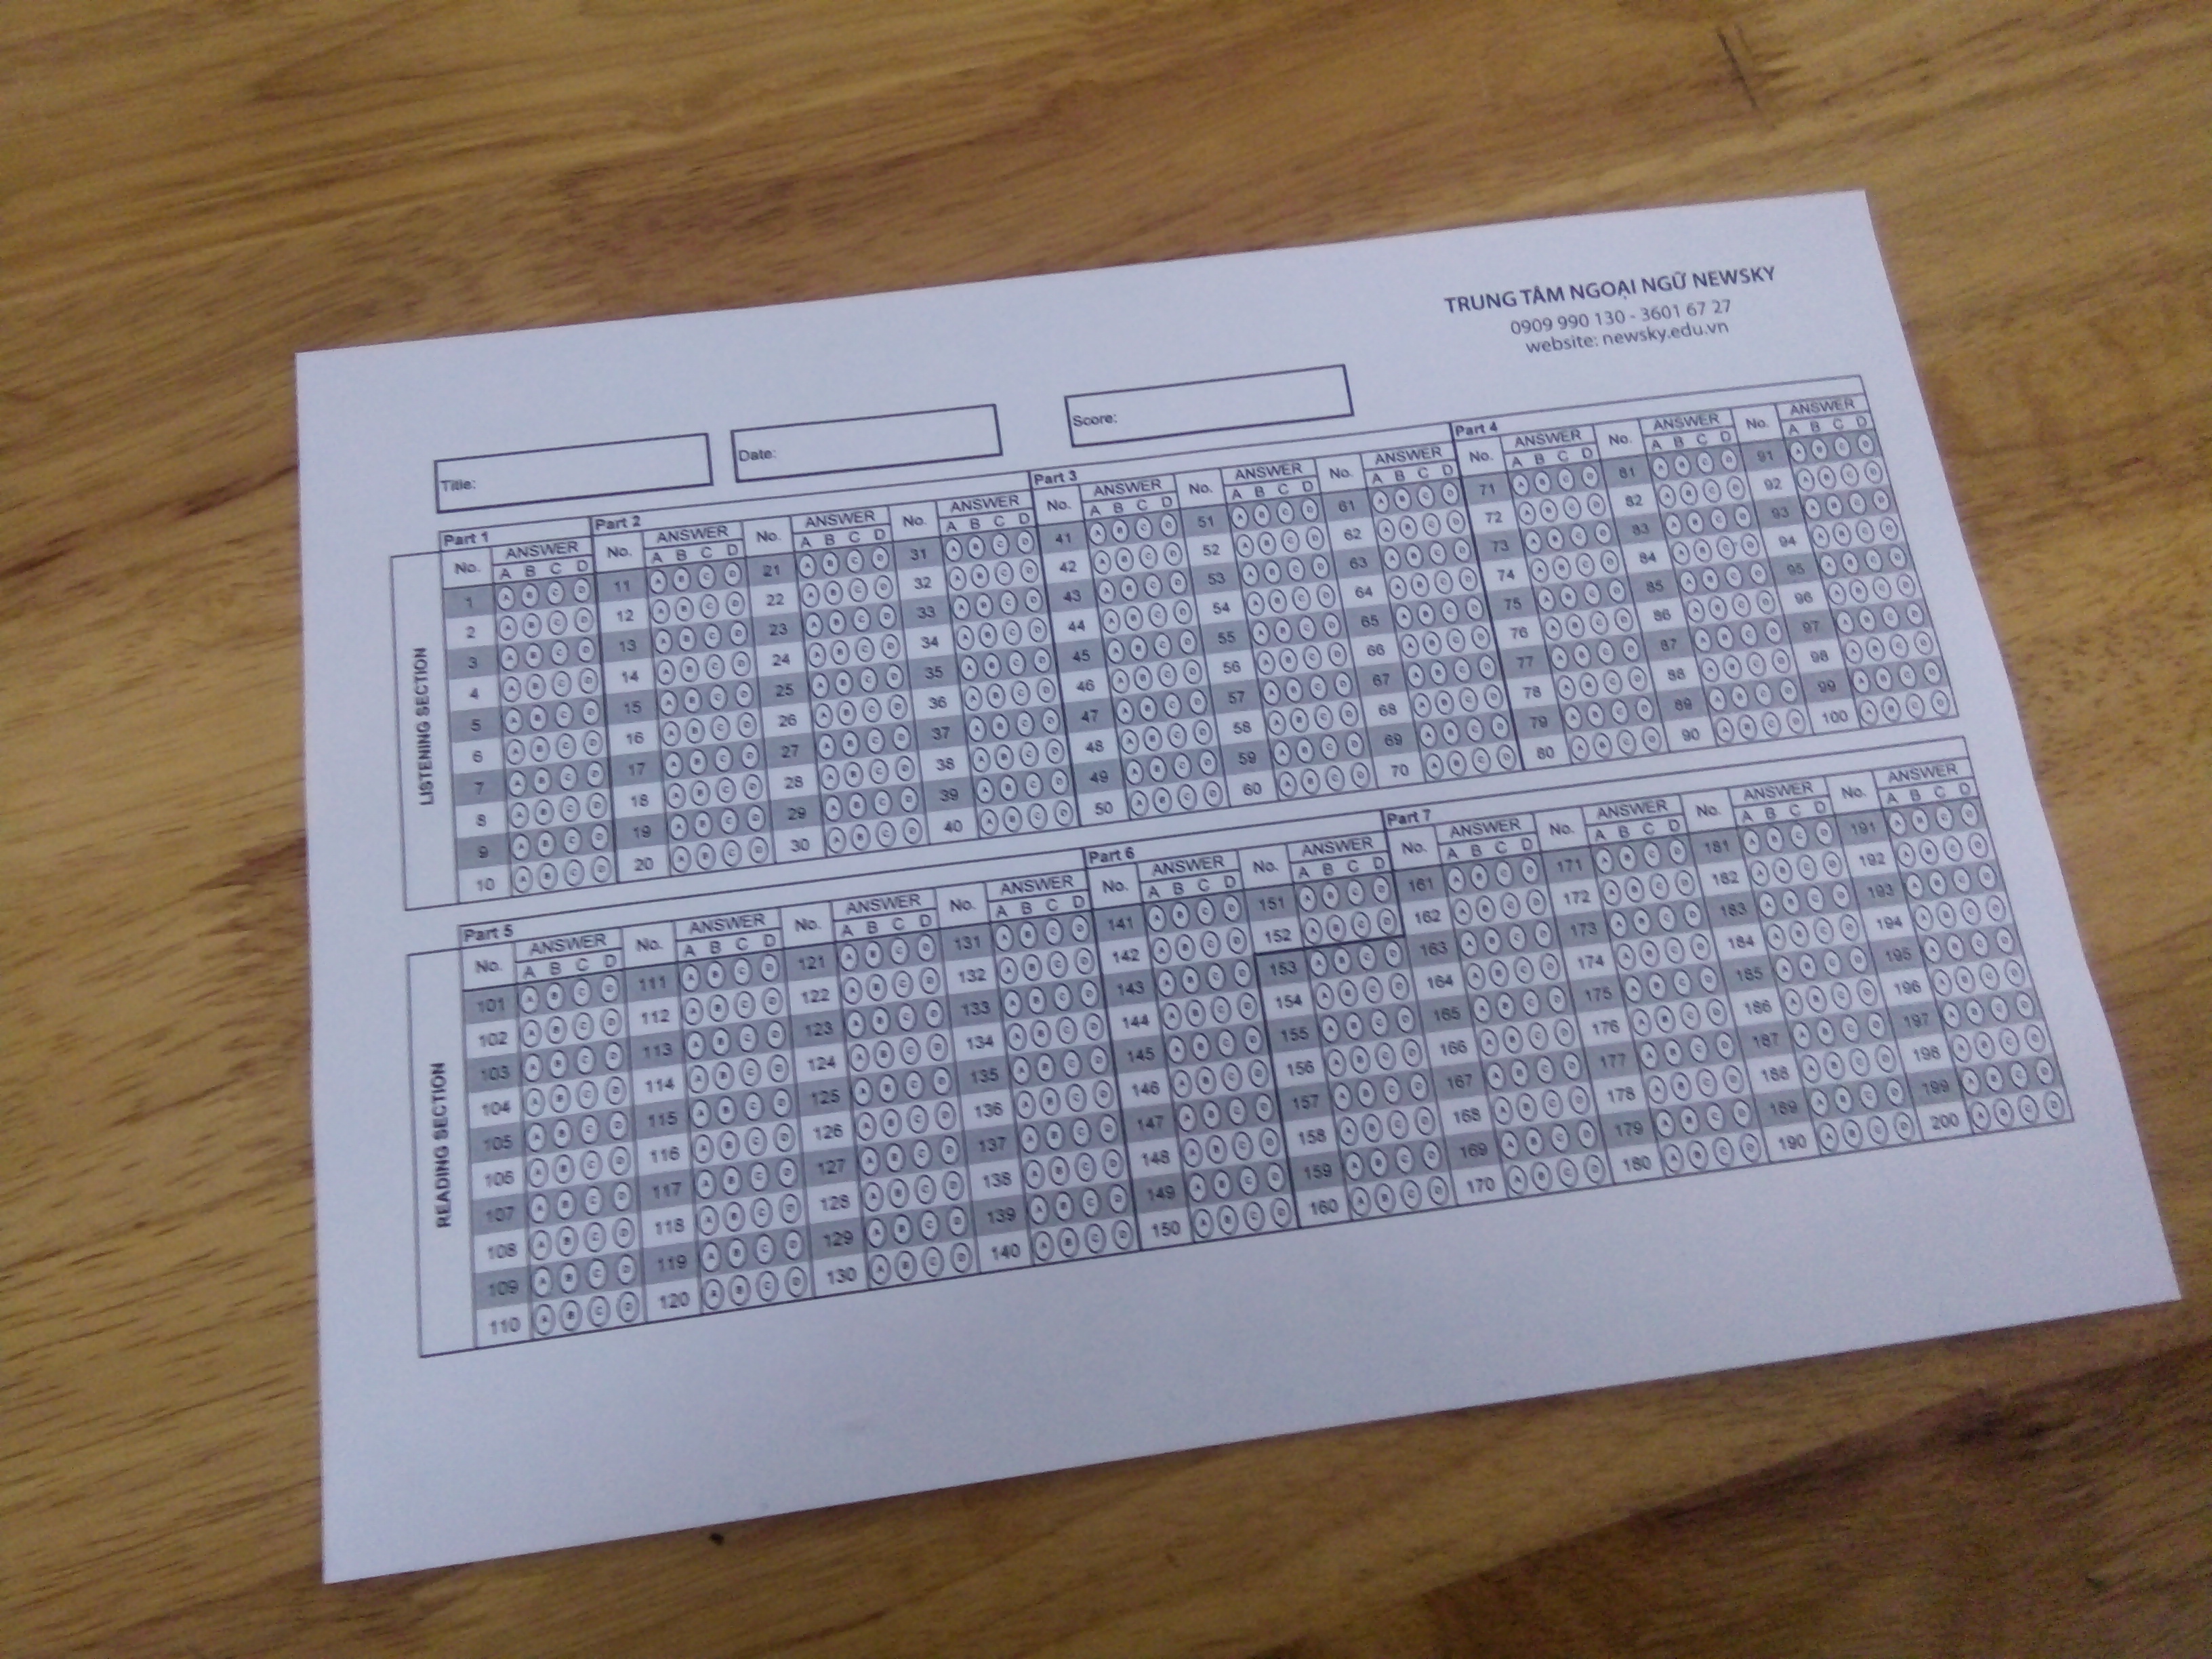 TRUNG TÂM NGOẠI NGỮ NEWSKY
0909 990 130 - 3601 67 27
website: newsky.edu.vn
Title: Date: Score:
LISTENING SECTION
Part 1 Part 2 Part 3 Part 4
No. ANSWER No. ANSWER No. ANSWER No. ANSWER No. ANSWER No. ANSWER No. ANSWER No. ANSWER No. ANSWER No. ANSWER
A B C D A B C D A B C D A B C D A B C D A B C D A B C D A B C D A B C D A B C D
1 A B C D 11 A B C D 21 A B C D 31 A B C D 41 A B C D 51 A B C D 61 A B C D 71 A B C D 81 A B C D 91 A B C D
2 A B C D 12 A B C D 22 A B C D 32 A B C D 42 A B C D 52 A B C D 62 A B C D 72 A B C D 82 A B C D 92 A B C D
3 A B C D 13 A B C D 23 A B C D 33 A B C D 43 A B C D 53 A B C D 63 A B C D 73 A B C D 83 A B C D 93 A B C D
4 A B C D 14 A B C D 24 A B C D 34 A B C D 44 A B C D 54 A B C D 64 A B C D 74 A B C D 84 A B C D 94 A B C D
5 A B C D 15 A B C D 25 A B C D 35 A B C D 45 A B C D 55 A B C D 65 A B C D 75 A B C D 85 A B C D 95 A B C D
6 A B C D 16 A B C D 26 A B C D 36 A B C D 46 A B C D 56 A B C D 66 A B C D 76 A B C D 86 A B C D 96 A B C D
7 A B C D 17 A B C D 27 A B C D 37 A B C D 47 A B C D 57 A B C D 67 A B C D 77 A B C D 87 A B C D 97 A B C D
8 A B C D 18 A B C D 28 A B C D 38 A B C D 48 A B C D 58 A B C D 68 A B C D 78 A B C D 88 A B C D 98 A B C D
9 A B C D 19 A B C D 29 A B C D 39 A B C D 49 A B C D 59 A B C D 69 A B C D 79 A B C D 89 A B C D 99 A B C D
10 A B C D 20 A B C D 30 A B C D 40 A B C D 50 A B C D 60 A B C D 70 A B C D 80 A B C D 90 A B C D 100 A B C D
READING SECTION
Part 5 Part 6 Part 7
No. ANSWER No. ANSWER No. ANSWER No. ANSWER No. ANSWER No. ANSWER No. ANSWER No. ANSWER No. ANSWER No. ANSWER
A B C D A B C D A B C D A B C D A B C D A B C D A B C D A B C D A B C D A B C D
101 A B C D 111 A B C D 121 A B C D 131 A B C D 141 A B C D 151 A B C D 161 A B C D 171 A B C D 181 A B C D 191 A B C D
102 A B C D 112 A B C D 122 A B C D 132 A B C D 142 A B C D 152 A B C D 162 A B C D 172 A B C D 182 A B C D 192 A B C D
103 A B C D 113 A B C D 123 A B C D 133 A B C D 143 A B C D 153 A B C D 163 A B C D 173 A B C D 183 A B C D 193 A B C D
104 A B C D 114 A B C D 124 A B C D 134 A B C D 144 A B C D 154 A B C D 164 A B C D 174 A B C D 184 A B C D 194 A B C D
105 A B C D 115 A B C D 125 A B C D 135 A B C D 145 A B C D 155 A B C D 165 A B C D 175 A B C D 185 A B C D 195 A B C D
106 A B C D 116 A B C D 126 A B C D 136 A B C D 146 A B C D 156 A B C D 166 A B C D 176 A B C D 186 A B C D 196 A B C D
107 A B C D 117 A B C D 127 A B C D 137 A B C D 147 A B C D 157 A B C D 167 A B C D 177 A B C D 187 A B C D 197 A B C D
108 A B C D 118 A B C D 128 A B C D 138 A B C D 148 A B C D 158 A B C D 168 A B C D 178 A B C D 188 A B C D 198 A B C D
109 A B C D 119 A B C D 129 A B C D 139 A B C D 149 A B C D 159 A B C D 169 A B C D 179 A B C D 189 A B C D 199 A B C D
110 A B C D 120 A B C D 130 A B C D 140 A B C D 150 A B C D 160 A B C D 170 A B C D 180 A B C D 190 A B C D 200 A B C D